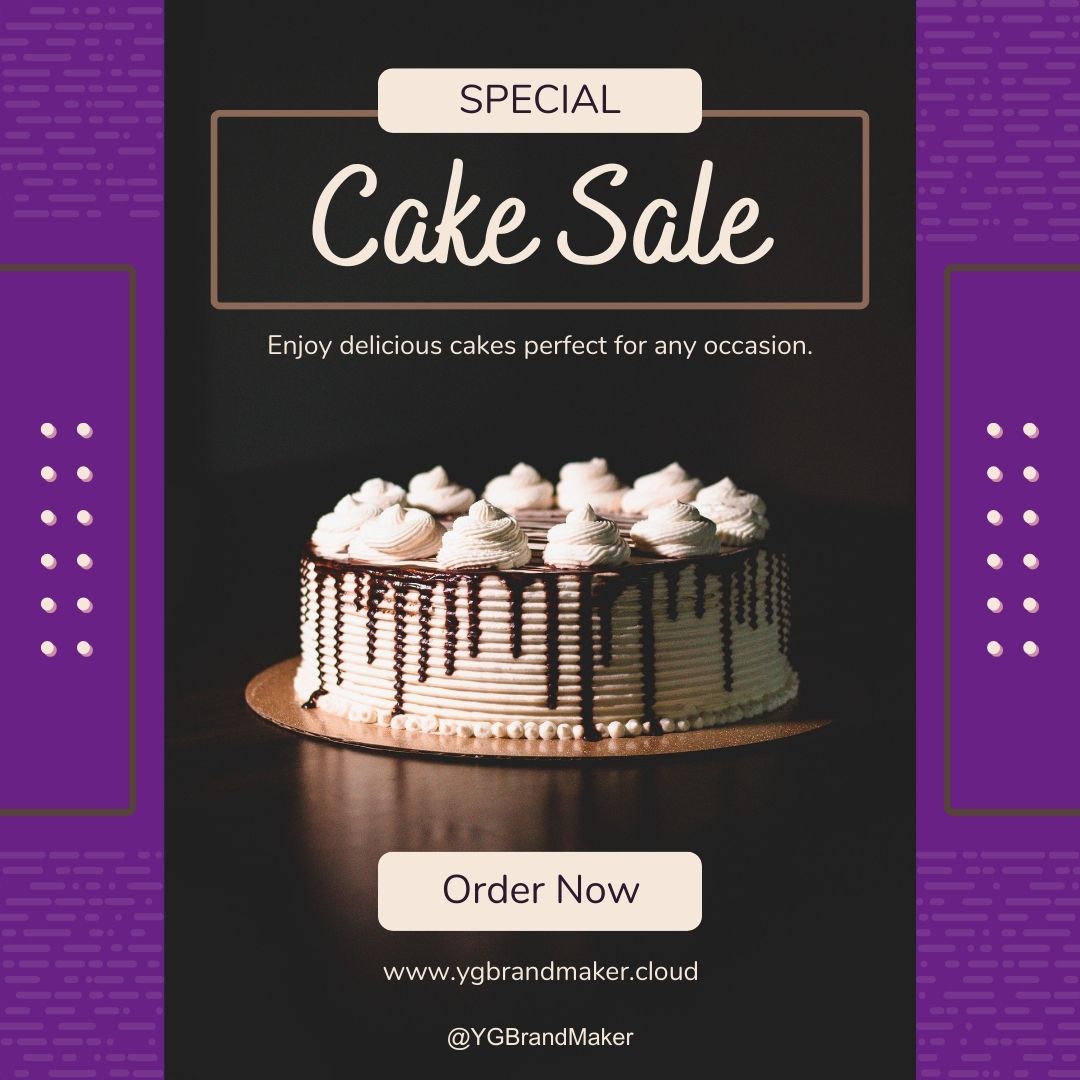 SPECIAL
Cake Sale
Enjoy delicious cakes perfect for any occasion.
Order Now
www.ygbrandmaker.cloud
@YGBrandMaker